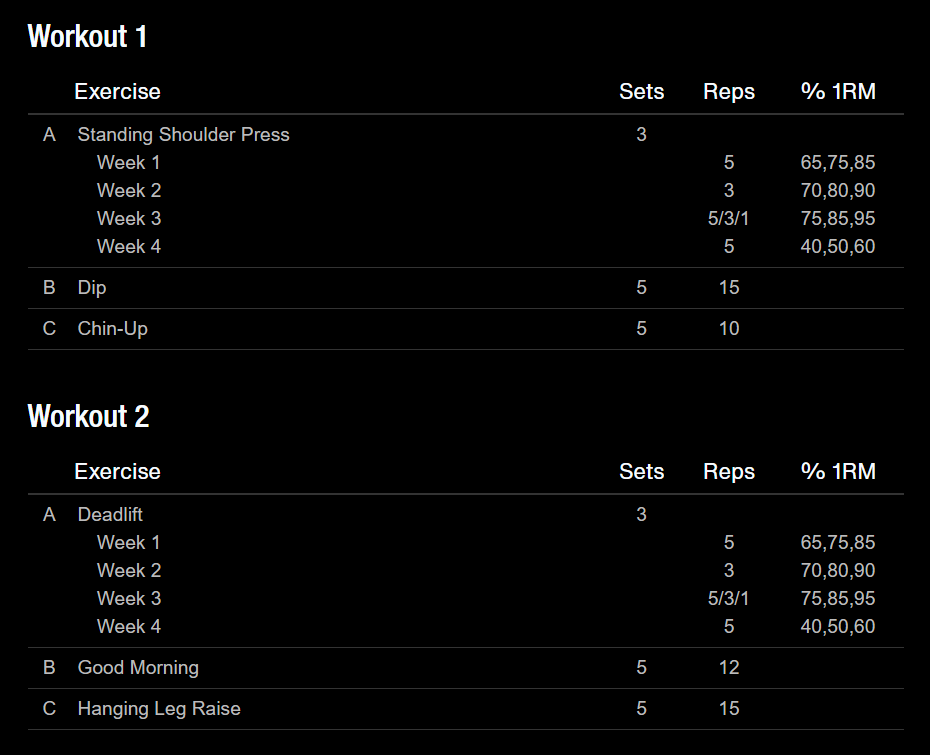 Workout 1
Exercise Sets Reps % 1RM
A Standing Shoulder Press 3
Week 1 5 65,75,85
Week 2 3 70,80,90
Week 3 5/3/1 75,85,95
Week 4 5 40,50,60
B Dip 5 15
C Chin-Up 5 10
Workout 2
Exercise Sets Reps % 1RM
A Deadlift 3
Week 1 5 65,75,85
Week 2 3 70,80,90
Week 3 5/3/1 75,85,95
Week 4 5 40,50,60
B Good Morning 5 12
C Hanging Leg Raise 5 15